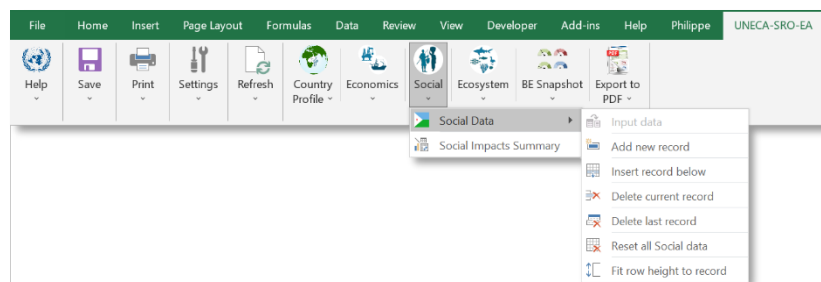 File Home Insert Page Layout Formulas Data Review View Developer Add-ins Help Philippe UNECA-SRO-EA
Help Save Print Settings Refresh Country Profile Economics Social Ecosystem BE Snapshot Export to PDF
Social Data
Social Impacts Summary
Input data
Add new record
Insert record below
Delete current record
Delete last record
Reset all Social data
Fit row height to record